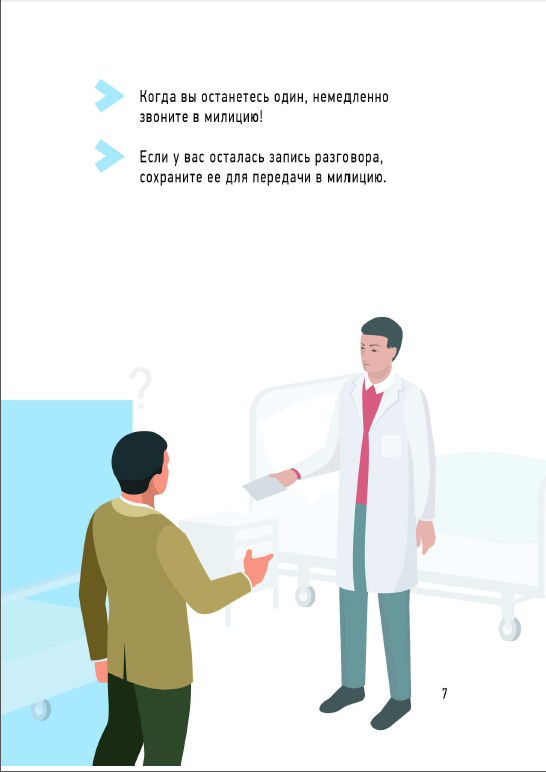 Когда вы останетесь один, немедленно
звоните в милицию!
Если у вас осталась запись разговора,
сохраните ее для передачи в милицию.
?
7